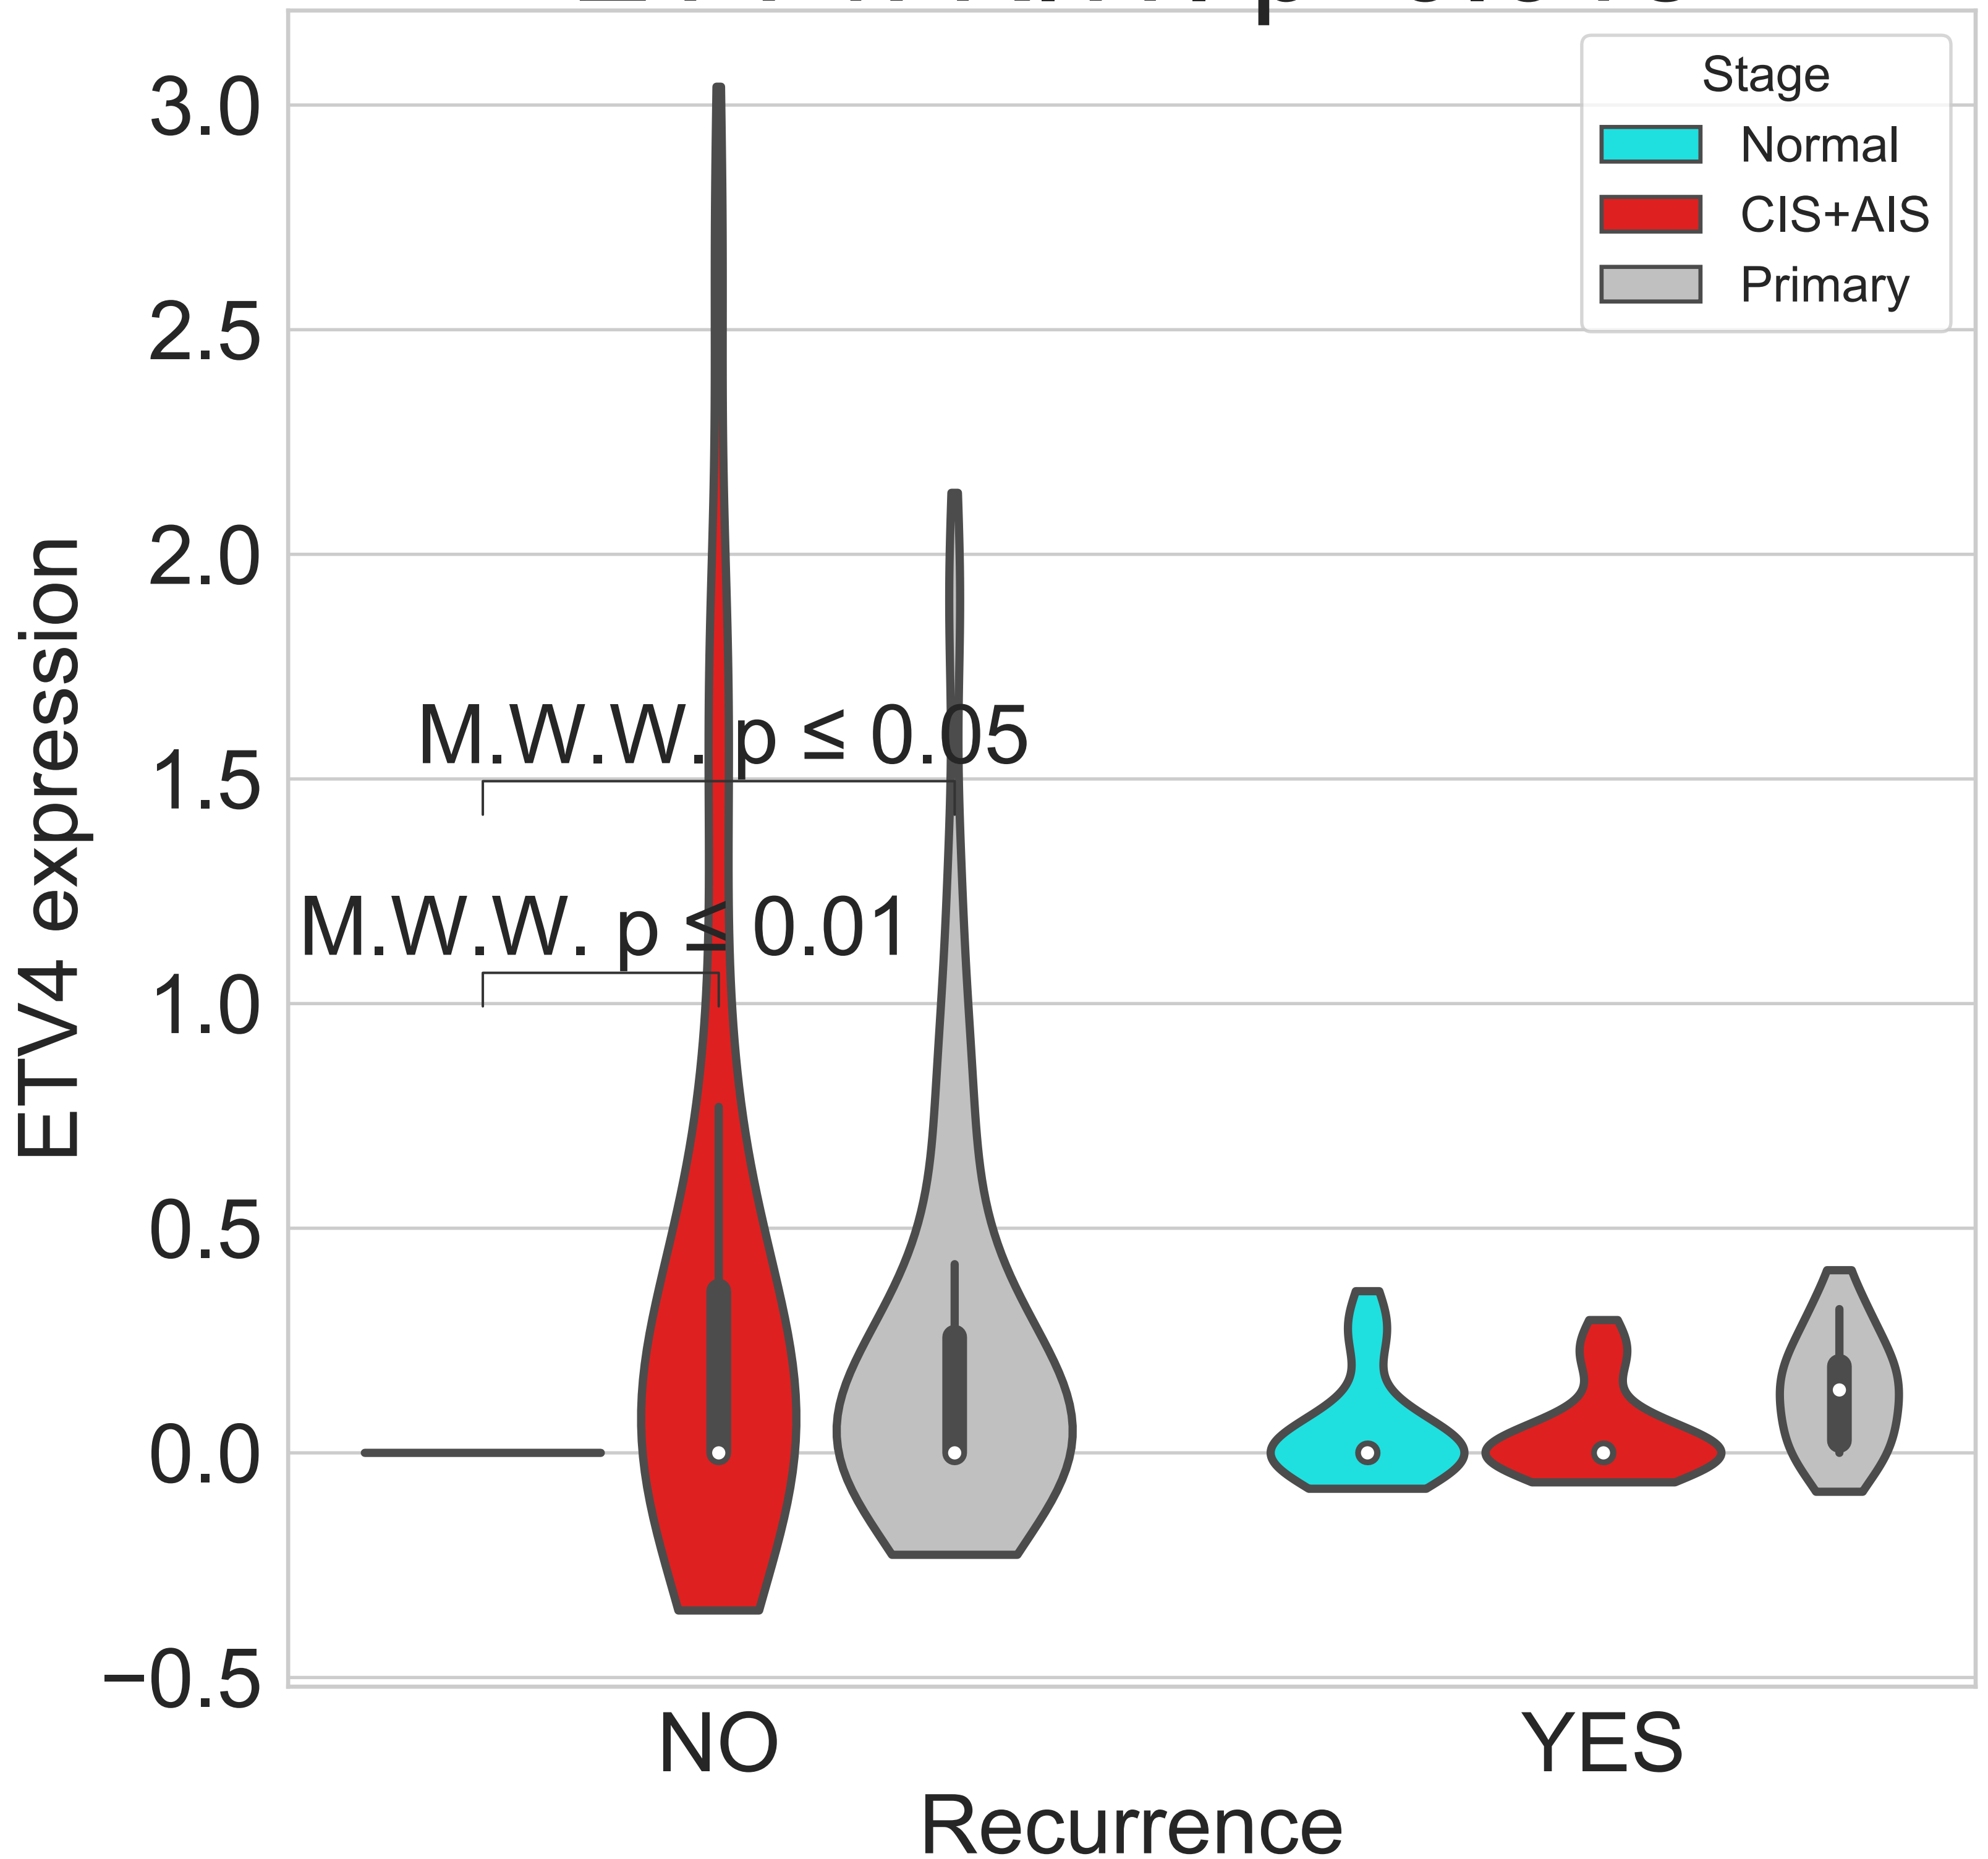 Stage
Normal
CIS+AIS
Primary
3.0
2.5
2.0
1.5
1.0
0.5
0.0
−0.5
ETV4 expression
M.W.W. p ≤ 0.05
M.W.W. p ≤ 0.01
NO
YES
Recurrence